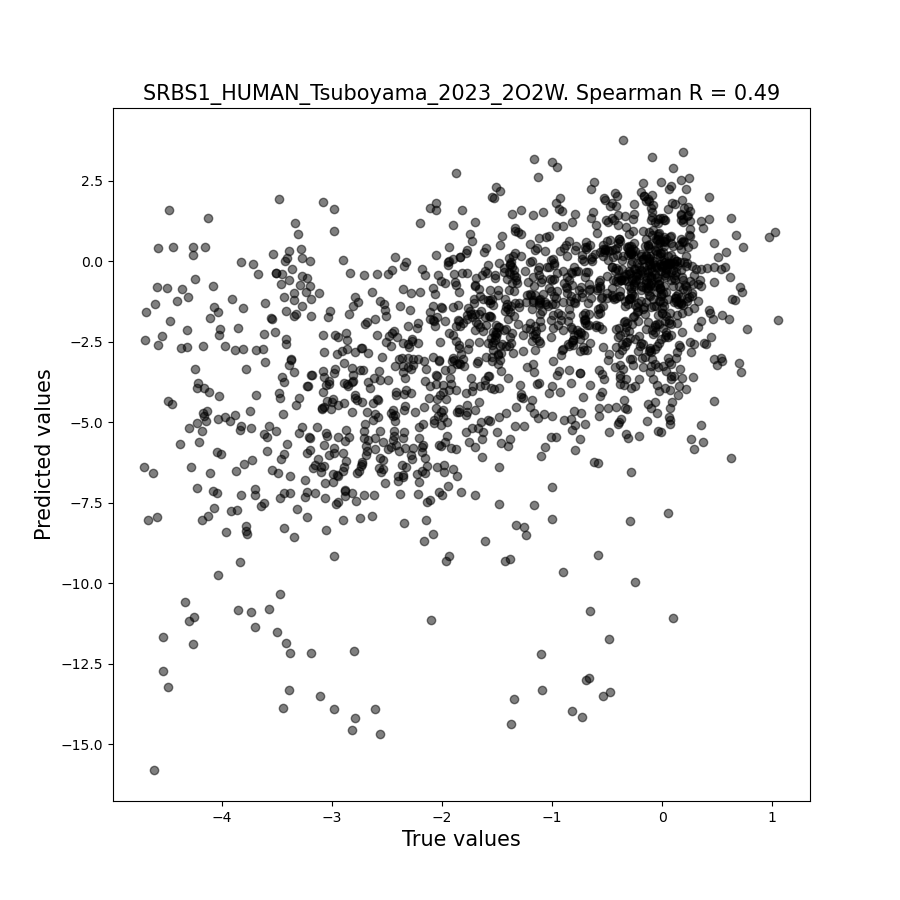 SRBS1_HUMAN_Tsuboyama_2023_2O2W. Spearman R = 0.49
2.5
0.0
−2.5
−5.0
−7.5
−10.0
−12.5
−15.0
Predicted values
−4 −3 −2 −1 0 1
True values